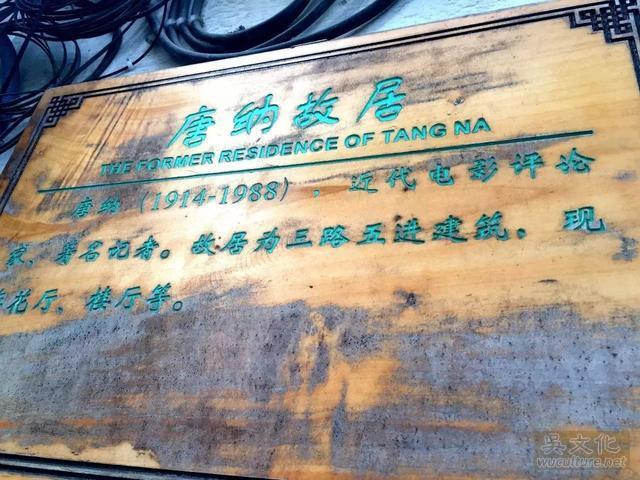 唐纳故居
THE FORMER RESIDENCE OF TANG NA
唐纳（1914-1988），近代电影评论
家、著名记者。故居为三路五进建筑，现
花厅、楼厅等。
吳文化
wuculture.net